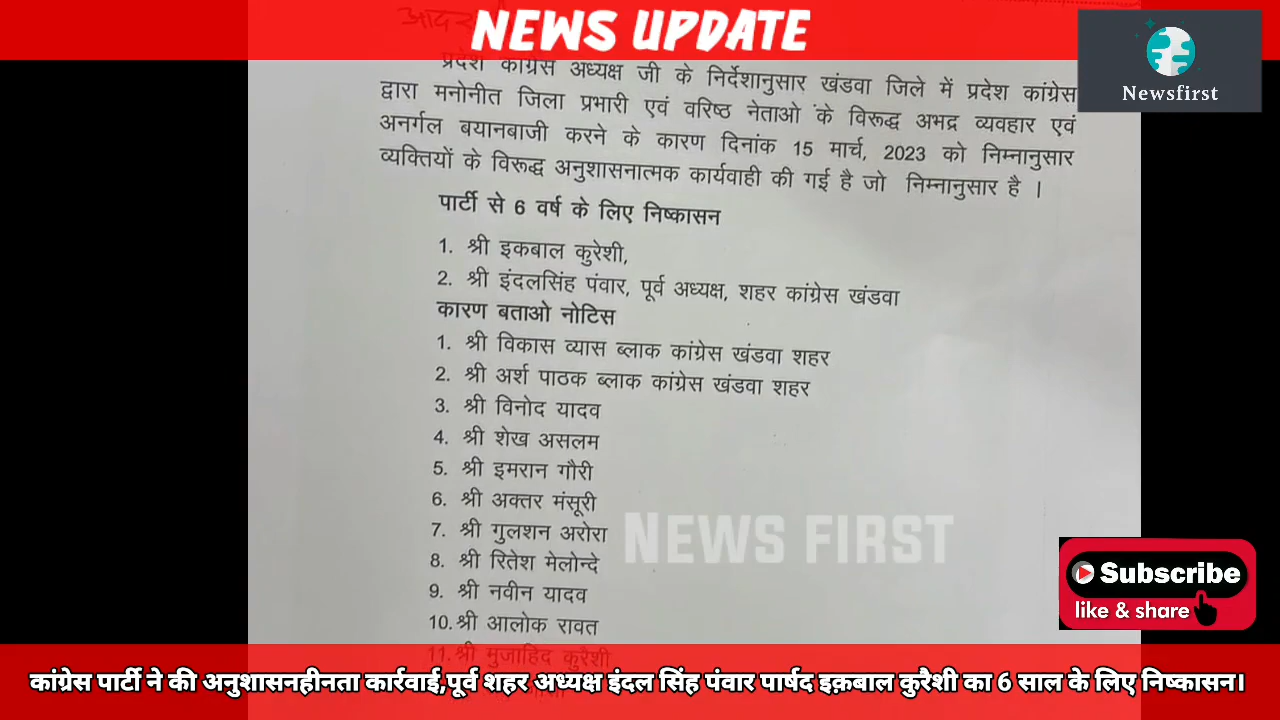 NEWS UPDATE
Newsfirst
प्रदेश कांग्रेस अध्यक्ष जी के निर्देशानुसार खंडवा जिले में प्रदेश कांग्रेस
द्वारा मनोनीत जिला प्रभारी एवं वरिष्ठ नेताओं के विरूद्ध अभद्र व्यवहार एवं
अनर्गल बयानबाजी करने के कारण दिनांक 15 मार्च, 2023 को निम्नानुसार
व्यक्तियों के विरूद्ध अनुशासनात्मक कार्यवाही की गई है जो निम्नानुसार है ।
पार्टी से 6 वर्ष के लिए निष्कासन
1. श्री इकबाल कुरेशी,
2. श्री इंदलसिंह पंवार, पूर्व अध्यक्ष, शहर कांग्रेस खंडवा
कारण बताओ नोटिस
1. श्री विकास व्यास ब्लाक कांग्रेस खंडवा शहर
2. श्री अर्श पाठक ब्लाक कांग्रेस खंडवा शहर
3. श्री विनोद यादव
4. श्री शेख असलम
5. श्री इमरान गौरी
6. श्री अक्तर मंसूरी
7. श्री गुलशन अरोरा
8. श्री रितेश मेलोन्दे
9. श्री नवीन यादव
10. श्री आलोक रावत
11. श्री मुजाहिद कुरैशी
NEWS FIRST
Subscribe
like & share
कांग्रेस पार्टी ने की अनुशासनहीनता कार्रवाई,पूर्व शहर अध्यक्ष इंदल सिंह पंवार पार्षद इक़बाल कुरैशी का 6 साल के लिए निष्कासन।